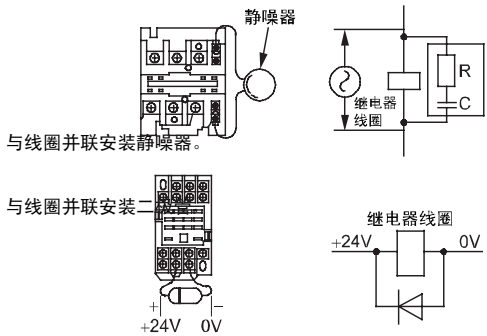 静噪器
R
C
继电器
线圈
与线圈并联安装静噪器。
与线圈并联安装二
继电器线圈
+24V
0V
+
−
+24V
0V